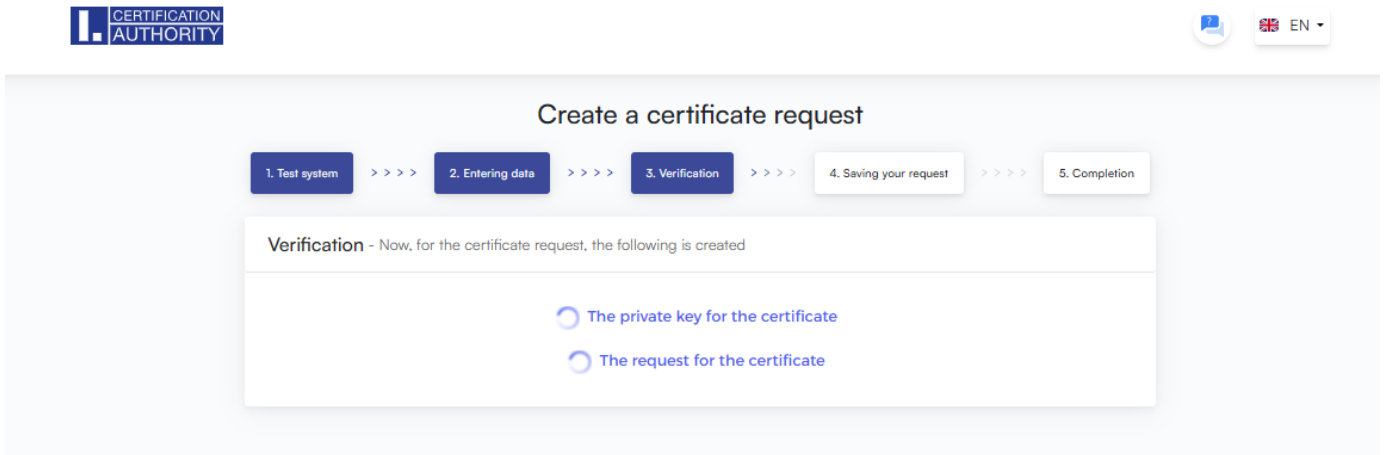 I.
CERTIFICATION
AUTHORITY
?
EN
Create a certificate request
1. Test system > > > > 2. Entering data > > > > 3. Verification > > > > 4. Saving your request > > > > 5. Completion
Verification - Now, for the certificate request, the following is created
The private key for the certificate
The request for the certificate